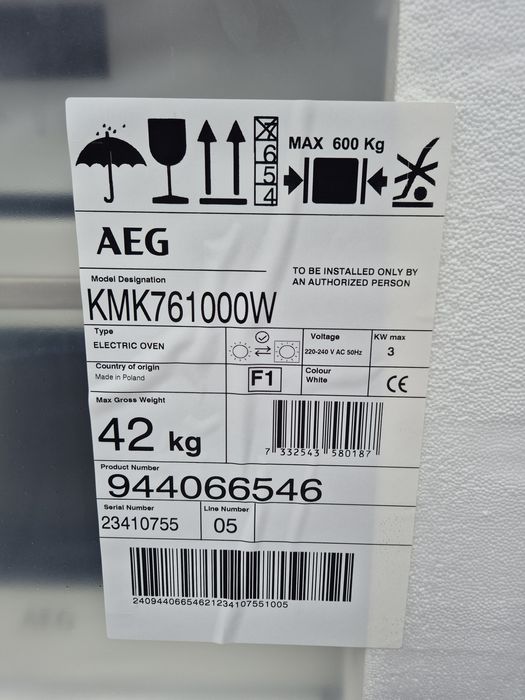 7
6
5
4
MAX 600 Kg
AEG
TO BE INSTALLED ONLY BY
AN AUTHORIZED PERSON
Model Designation
KMK761000W
Type
ELECTRIC OVEN
Voltage
220-240 V AC 50Hz
KW max
3
Country of origin
Made in Poland
F1
Colour
White
CE
Max Gross Weight
42 kg
7 332543 580187
Product Number
944066546
Serial Number
23410755
Line Number
05
24094406654621234107551005